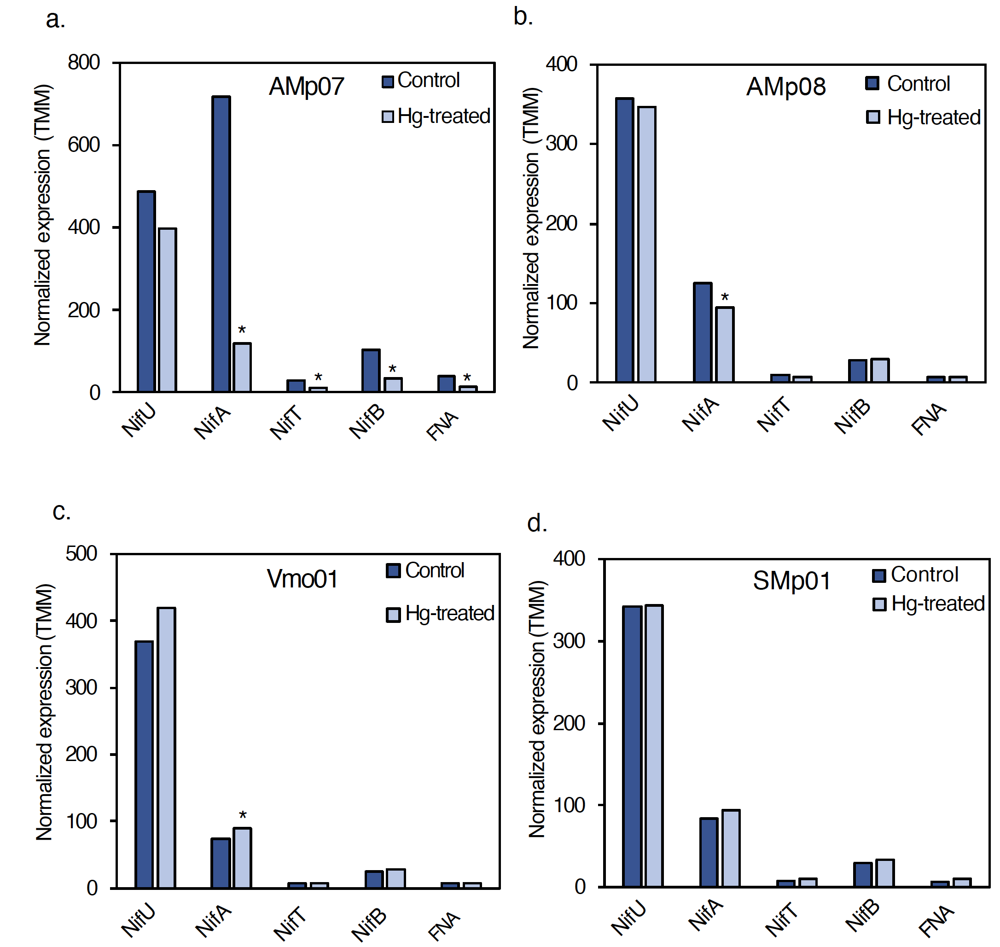 a.
AMp07
Control
Hg-treated
Normalized expression (TMM)
800
600
400
200
0
*
*
*
*
NifU
NifA
NifT
NifB
FNA
b.
AMp08
Control
Hg-treated
Normalized expression (TMM)
400
300
200
100
0
*
NifU
NifA
NifT
NifB
FNA
c.
Vmo01
Control
Hg-treated
Normalized expression (TMM)
500
400
300
200
100
0
*
NifU
NifA
NifT
NifB
FNA
d.
SMp01
Control
Hg-treated
Normalized expression (TMM)
400
300
200
100
0
NifU
NifA
NifT
NifB
FNA